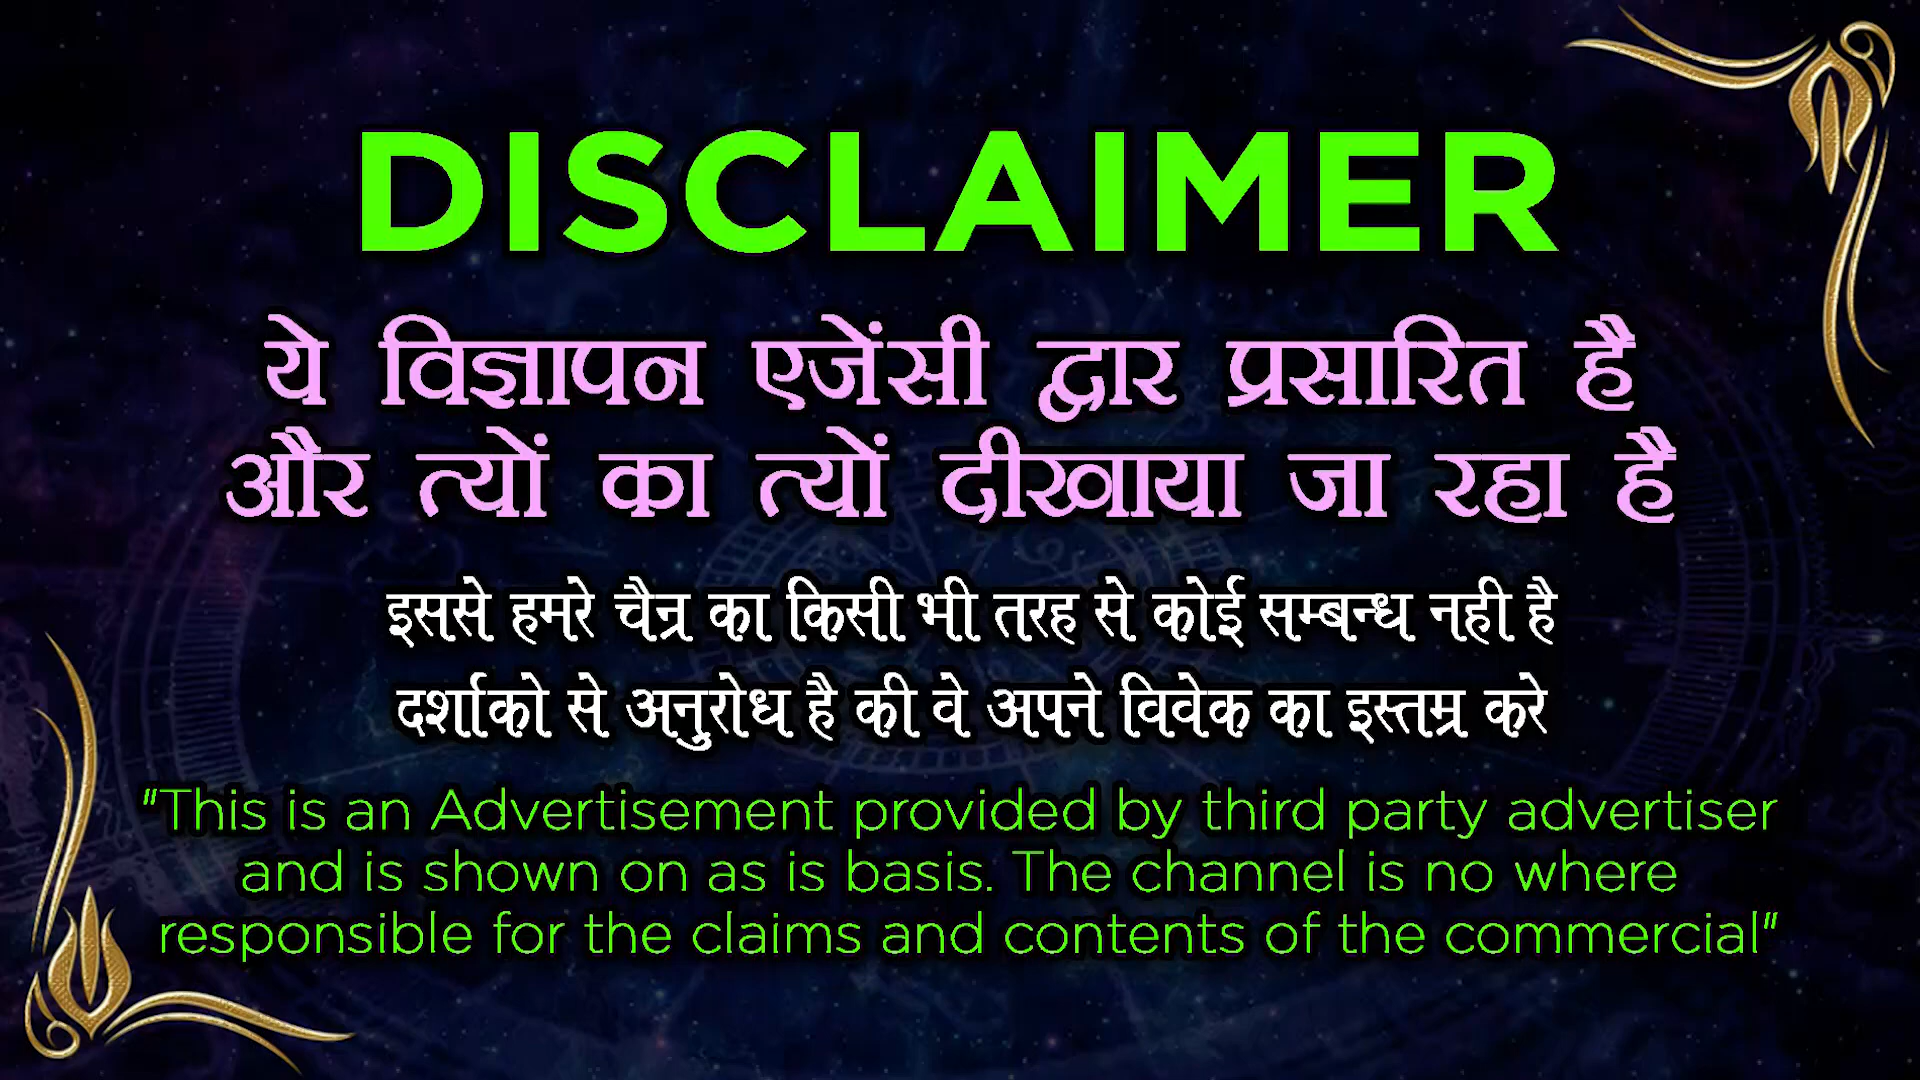 DISCLAIMER
ये विज्ञापन एजेंसी द्वार प्रसारित है
और त्यों का त्यों दीखाया जा रहा है
इससे हमरे चैन्र का किसी भी तरह से कोई सम्बन्ध नही है
दर्शाको से अनुरोध है की वे अपने विवेक का इस्तम्र करे
"This is an Advertisement provided by third party advertiser
and is shown on as is basis. The channel is no where
responsible for the claims and contents of the commercial"